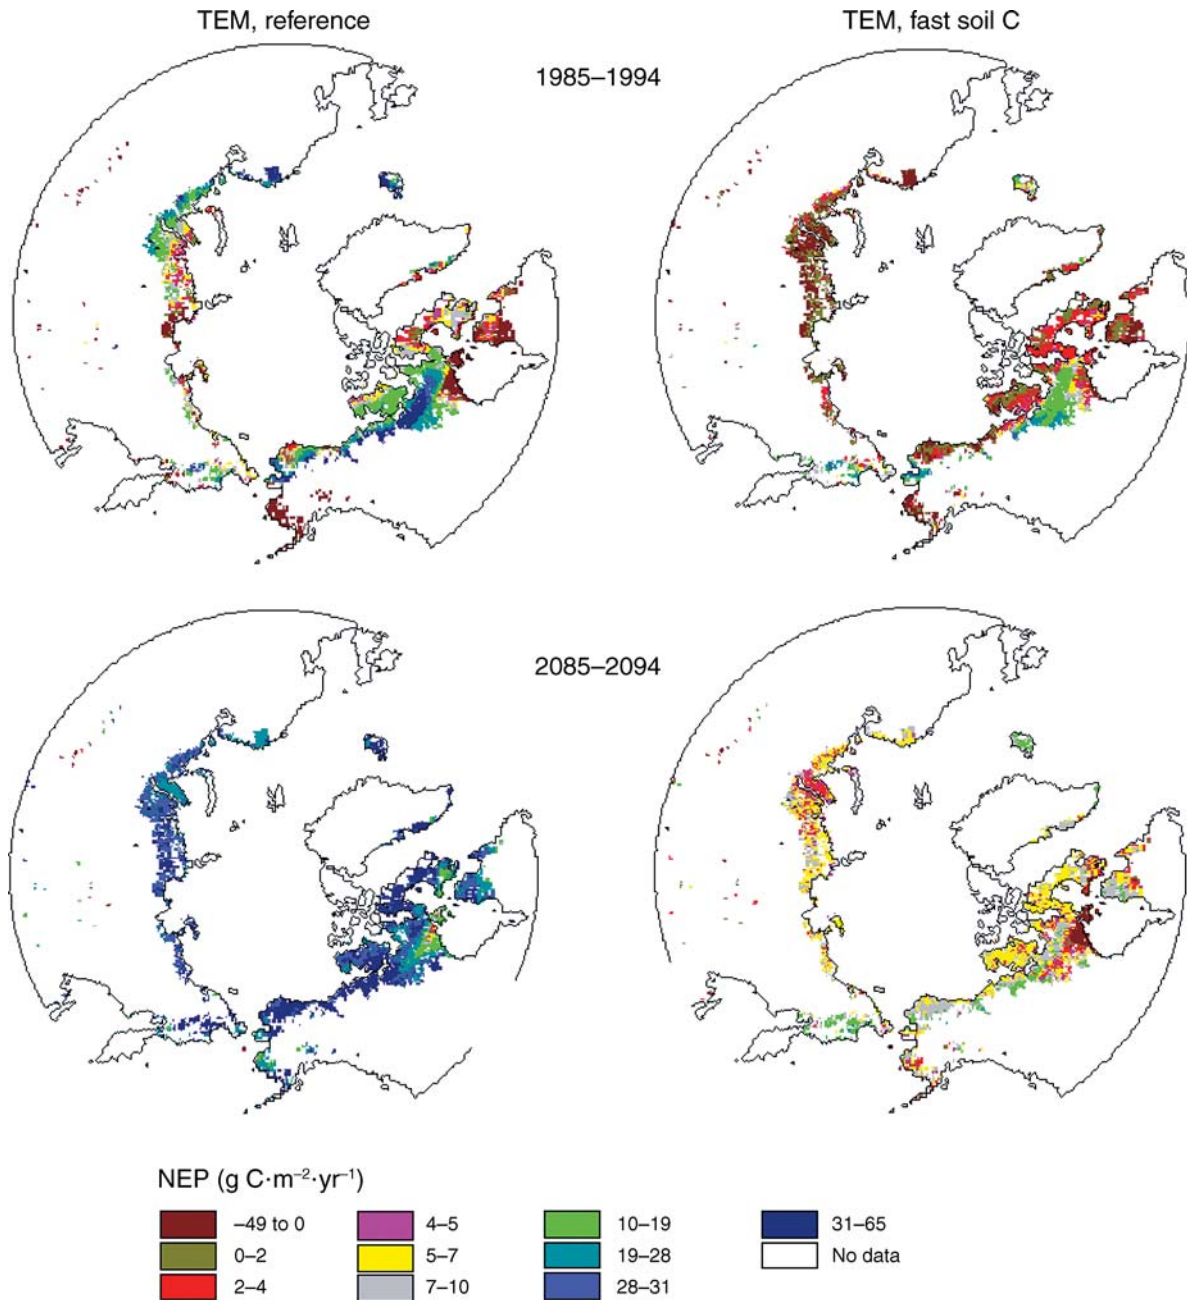 TEM, reference
TEM, fast soil C
1985–1994
2085–2094
NEP (g C·m⁻²·yr⁻¹)
–49 to 0
0–2
2–4
4–5
5–7
7–10
10–19
19–28
28–31
31–65
No data